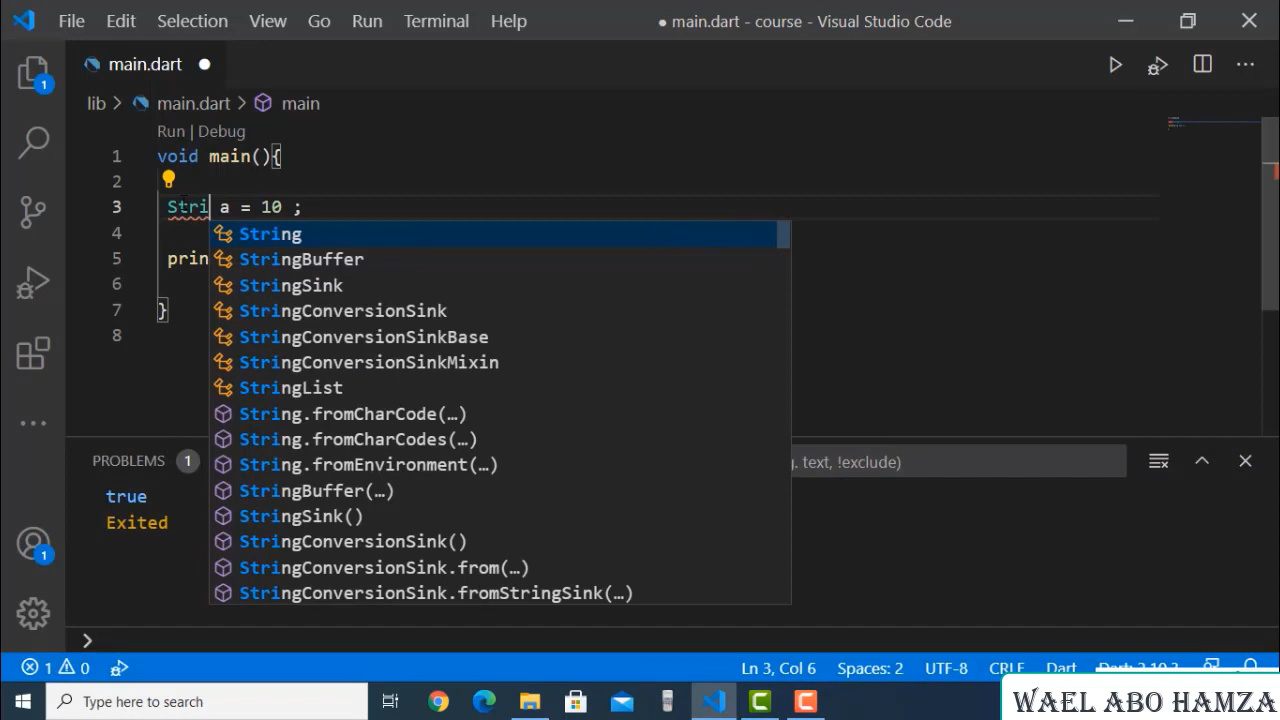 File Edit Selection View Go Run Terminal Help ● main.dart - course - Visual Studio Code
main.dart
lib > main.dart > main
Run | Debug
1 void main(){
2
3 Stri a = 10 ;
4
5 prin
6
7 }
8
String
StringBuffer
StringSink
StringConversionSink
StringConversionSinkBase
StringConversionSinkMixin
StringList
String.fromCharCode(…)
String.fromCharCodes(…)
String.fromEnvironment(…)
StringBuffer(…)
StringSink()
StringConversionSink()
StringConversionSink.from(…)
StringConversionSink.fromStringSink(…)
1
1
PROBLEMS 1 g. text, !exclude)
true
Exited
>
1 0 Ln 3, Col 6 Spaces: 2 UTF-8 CRLF Dart
Type here to search
WAEL ABO HAMZA